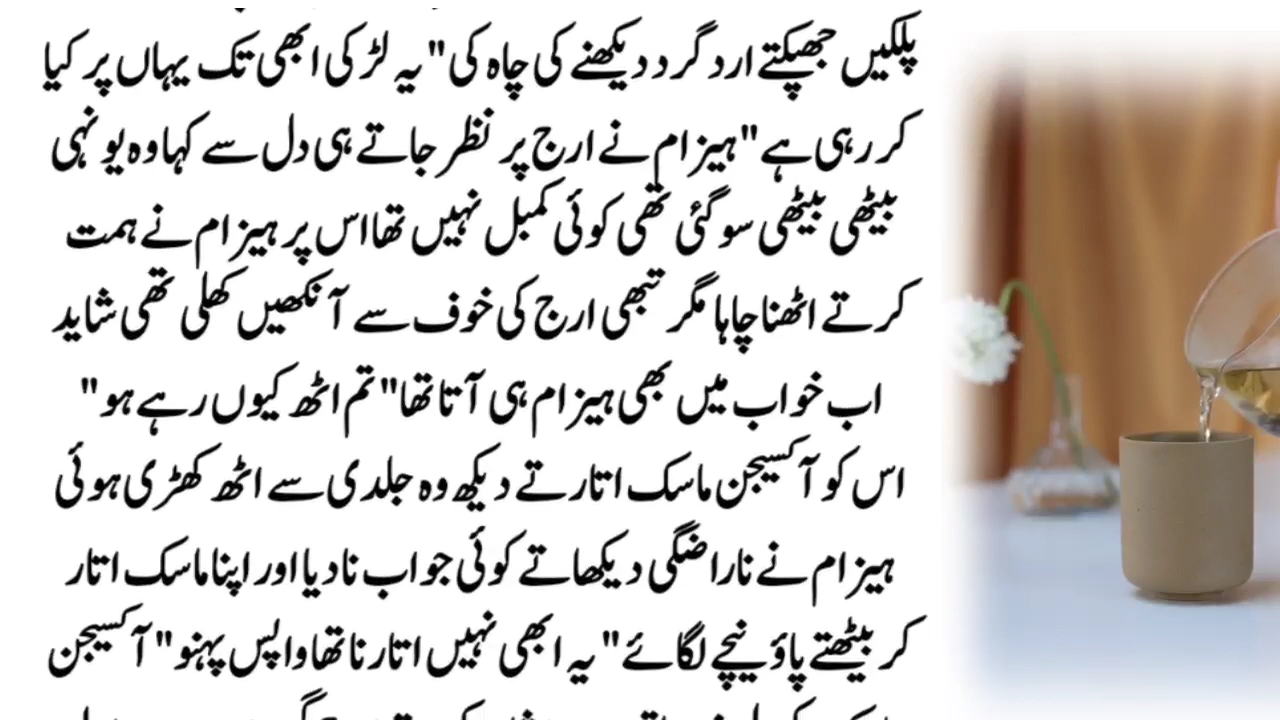 پلکیں جھپکتے ارد گرد دیکھنے کی چاہ کی "یہ لڑکی ابھی تک یہاں پر کیا
کر رہی ہے" ہیزام نے ارج پر نظر جاتے ہی دل سے کہا وہ یونہی
بیٹھی بیٹھی سو گئی تھی کوئی کمبل نہیں تھا اس پر ہیزام نے ہمت
کرتے اٹھنا چاہا مگر تبھی ارج کی خوف سے آنکھیں کھلی تھی شاید
اب خواب میں بھی ہیزام ہی آتا تھا "تم اٹھ کیوں رہے ہو"
اس کو آکسیجن ماسک اتارتے دیکھ وہ جلدی سے اٹھ کھڑی ہوئی
ہیزام نے ناراضگی دیکھاتے کوئی جواب نا دیا اور اپنا ماسک اتار
کر بیٹھتے پاؤ نیچے لگائے "یہ ابھی نہیں اتارنا تھا واپس پہنو" آکسیجن